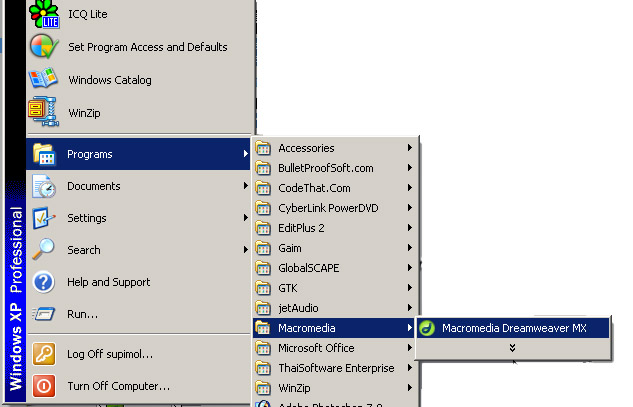 ICQ Lite
Set Program Access and Defaults
Windows Catalog
WinZip
Programs
Documents
Settings
Search
Help and Support
Run...
Log Off supimol...
Turn Off Computer...
Windows XP Professional
Accessories
BulletProofSoft.com
CodeThat.Com
CyberLink PowerDVD
EditPlus 2
Gaim
GlobalSCAPE
GTK
jetAudio
Macromedia
Microsoft Office
ThaiSoftware Enterprise
WinZip
Adobe Photoshop 7.0
Macromedia Dreamweaver MX
LITE